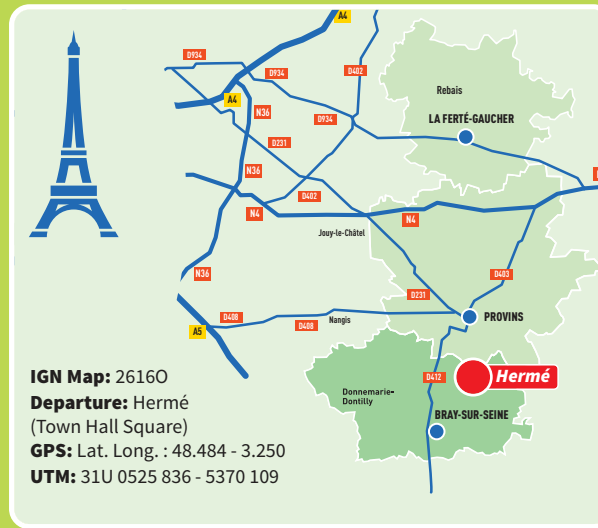 A4
D934
D934
D402
A4
Rebais
N36
LA FERTÉ-GAUCHER
D934
D231
N36
D402
N4
N4
Jouy-le-Châtel
N36
D403
D231
D408
D408
Nangis
PROVINS
A5
D412
Hermé
Donnemarie-
Dontilly
BRAY-SUR-SEINE
IGN Map: 2616O
Departure: Hermé
(Town Hall Square)
GPS: Lat. Long. : 48.484 - 3.250
UTM: 31U 0525 836 - 5370 109